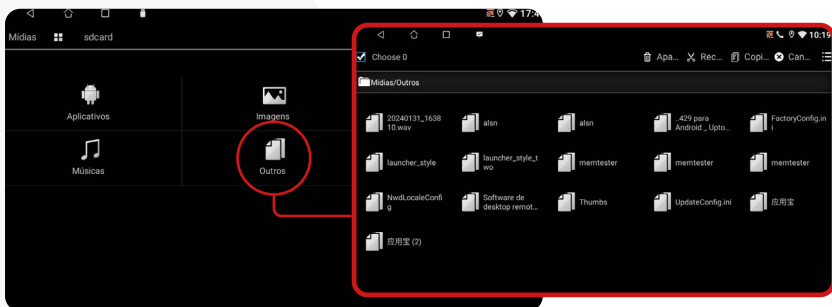 17:4
Mídias
sdcard
Aplicativos
Imagens
Músicas
Outros
10:19
Choose 0
Apa...
Rec...
Copi...
Can...
Mídias/Outros
20240131_1638
10.wav
alsn
alsn
..429 para
Android _ Upto...
FactoryConfig.in
i
launcher_style
launcher_style_t
wo
memtester
memtester
memtester
NwdLocaleConfi
g
Software de
desktop remot...
Thumbs
UpdateConfig.ini
应用宝
应用宝 (2)